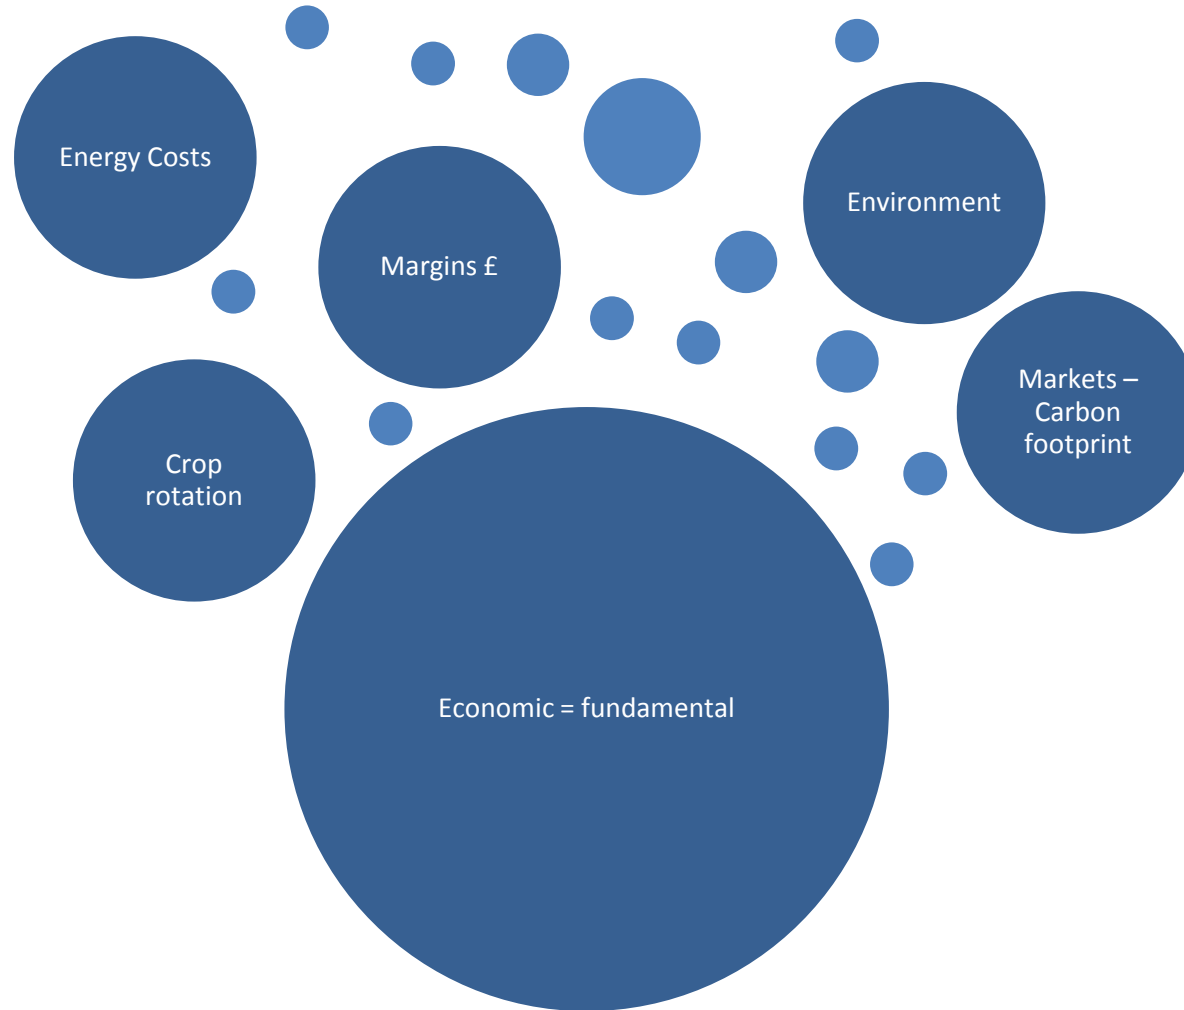 Energy Costs
Margins £
Environment
Markets –
Carbon
footprint
Crop
rotation
Economic = fundamental